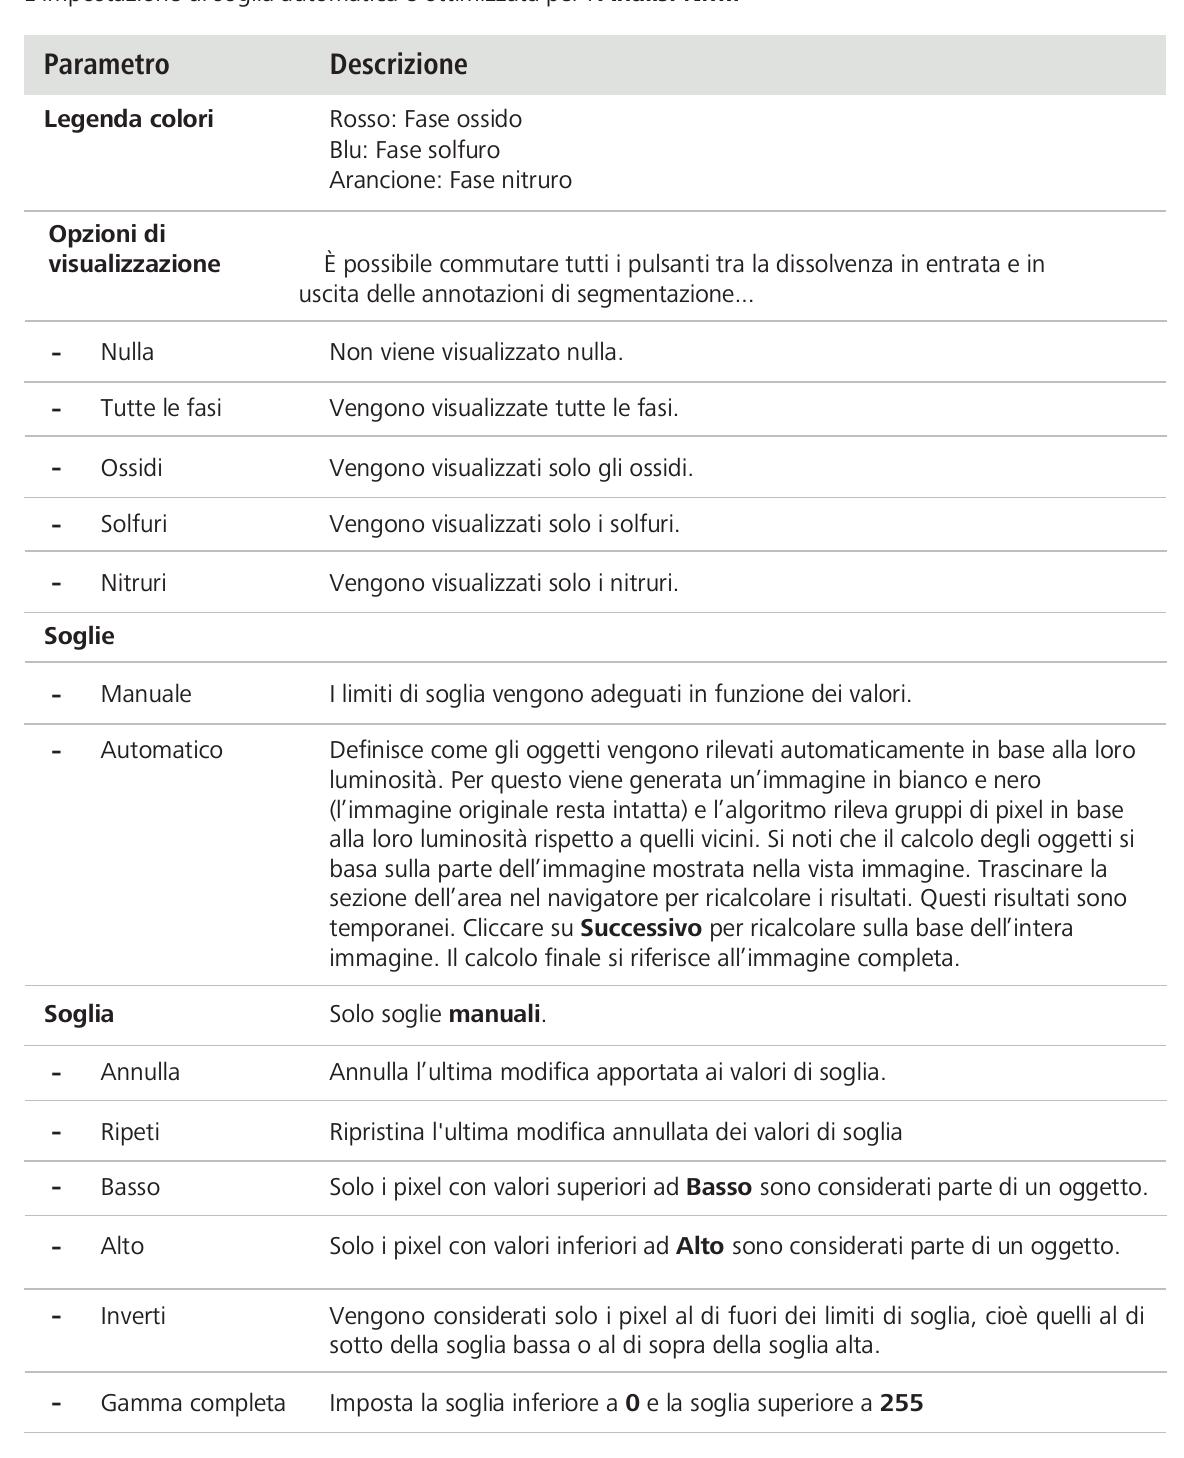 Parametro Descrizione
Legenda colori Rosso: Fase ossido
Blu: Fase solfuro
Arancione: Fase nitruro
Opzioni di
visualizzazione È possibile commutare tutti i pulsanti tra la dissolvenza in entrata e in
uscita delle annotazioni di segmentazione...
- Nulla Non viene visualizzato nulla.
- Tutte le fasi Vengono visualizzate tutte le fasi.
- Ossidi Vengono visualizzati solo gli ossidi.
- Solfuri Vengono visualizzati solo i solfuri.
- Nitruri Vengono visualizzati solo i nitruri.
Soglie
- Manuale I limiti di soglia vengono adeguati in funzione dei valori.
- Automatico Definisce come gli oggetti vengono rilevati automaticamente in base alla loro
luminosità. Per questo viene generata un’immagine in bianco e nero
(l’immagine originale resta intatta) e l’algoritmo rileva gruppi di pixel in base
alla loro luminosità rispetto a quelli vicini. Si noti che il calcolo degli oggetti si
basa sulla parte dell’immagine mostrata nella vista immagine. Trascinare la
sezione dell’area nel navigatore per ricalcolare i risultati. Questi risultati sono
temporanei. Cliccare su Successivo per ricalcolare sulla base dell’intera
immagine. Il calcolo finale si riferisce all’immagine completa.
Soglia Solo soglie manuali.
- Annulla Annulla l’ultima modifica apportata ai valori di soglia.
- Ripeti Ripristina l'ultima modifica annullata dei valori di soglia
- Basso Solo i pixel con valori superiori ad Basso sono considerati parte di un oggetto.
- Alto Solo i pixel con valori inferiori ad Alto sono considerati parte di un oggetto.
- Inverti Vengono considerati solo i pixel al di fuori dei limiti di soglia, cioè quelli al di
sotto della soglia bassa o al di sopra della soglia alta.
- Gamma completa Imposta la soglia inferiore a 0 e la soglia superiore a 255